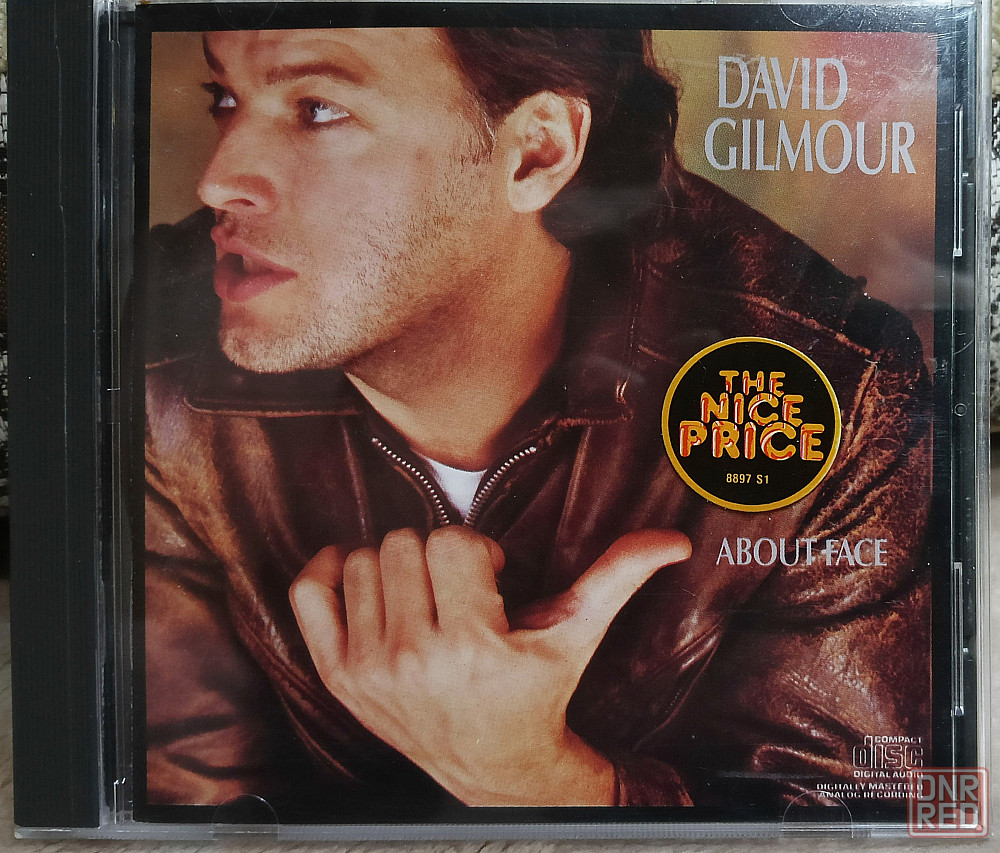 DAVID
GILMOUR
THE
NICE
PRICE
8897 S1
ABOUT FACE
COMPACT
disc
DIGITAL AUDIO
DIGITALLY MASTERED
ANALOG RECORDING
DNR
RED